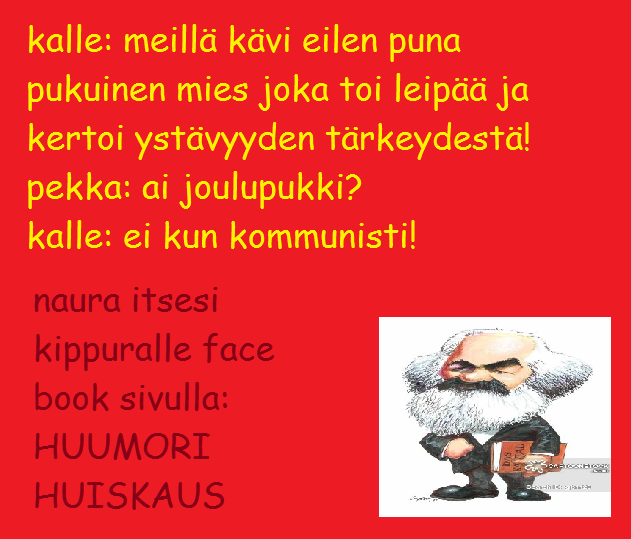 kalle: meillä kävi eilen puna
pukuinen mies joka toi leipää ja
kertoi ystävyyden tärkeydestä!
pekka: ai joulupukki?
kalle: ei kun kommunisti!
naura itsesi
kippuralle face
book sivulla:
HUUMORI
HUISKAUS
DAS